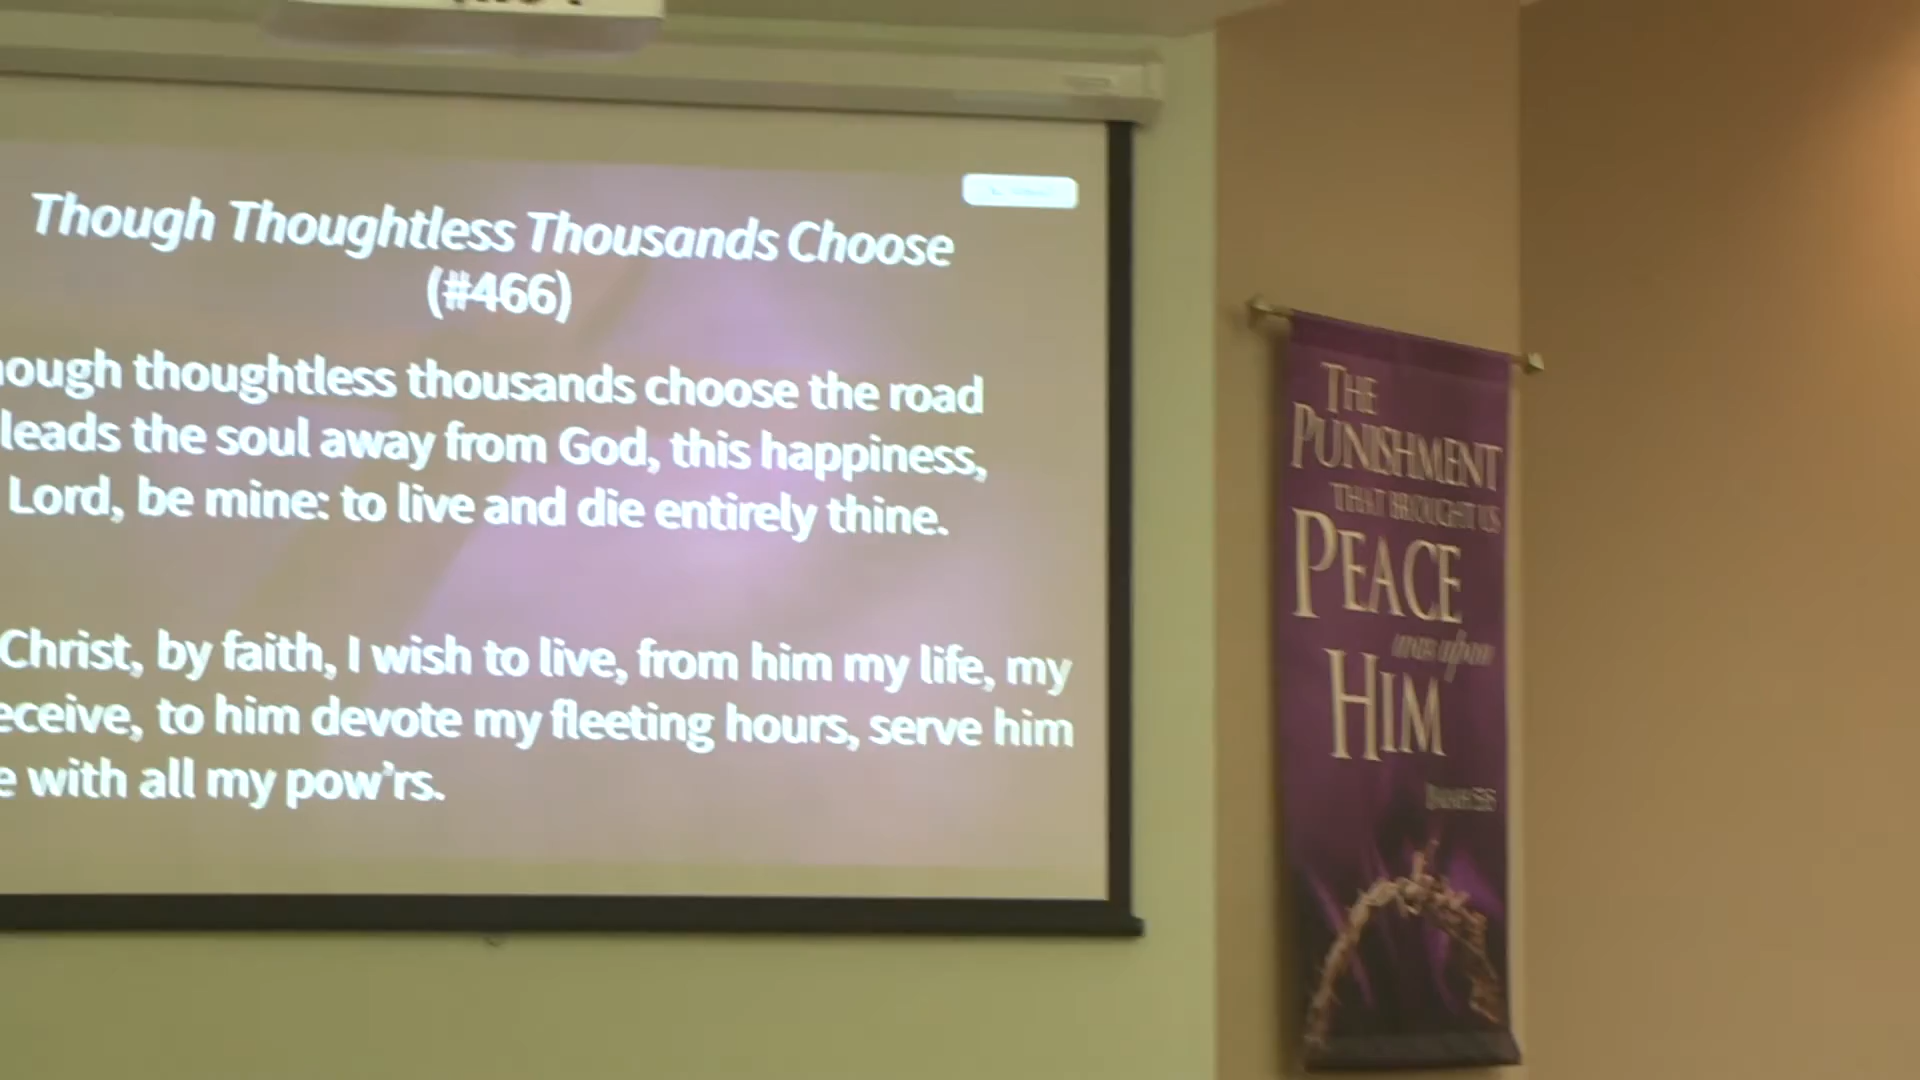 Though Thoughtless Thousands Choose
(#466)
ough thoughtless thousands choose the road
leads the soul away from God, this happiness,
Lord, be mine: to live and die entirely thine.
Christ, by faith, I wish to live, from him my life, my
eceive, to him devote my fleeting hours, serve him
e with all my pow'rs.
THE
PUNISHMENT
THAT BROUGHT US
PEACE
was upon
HIM